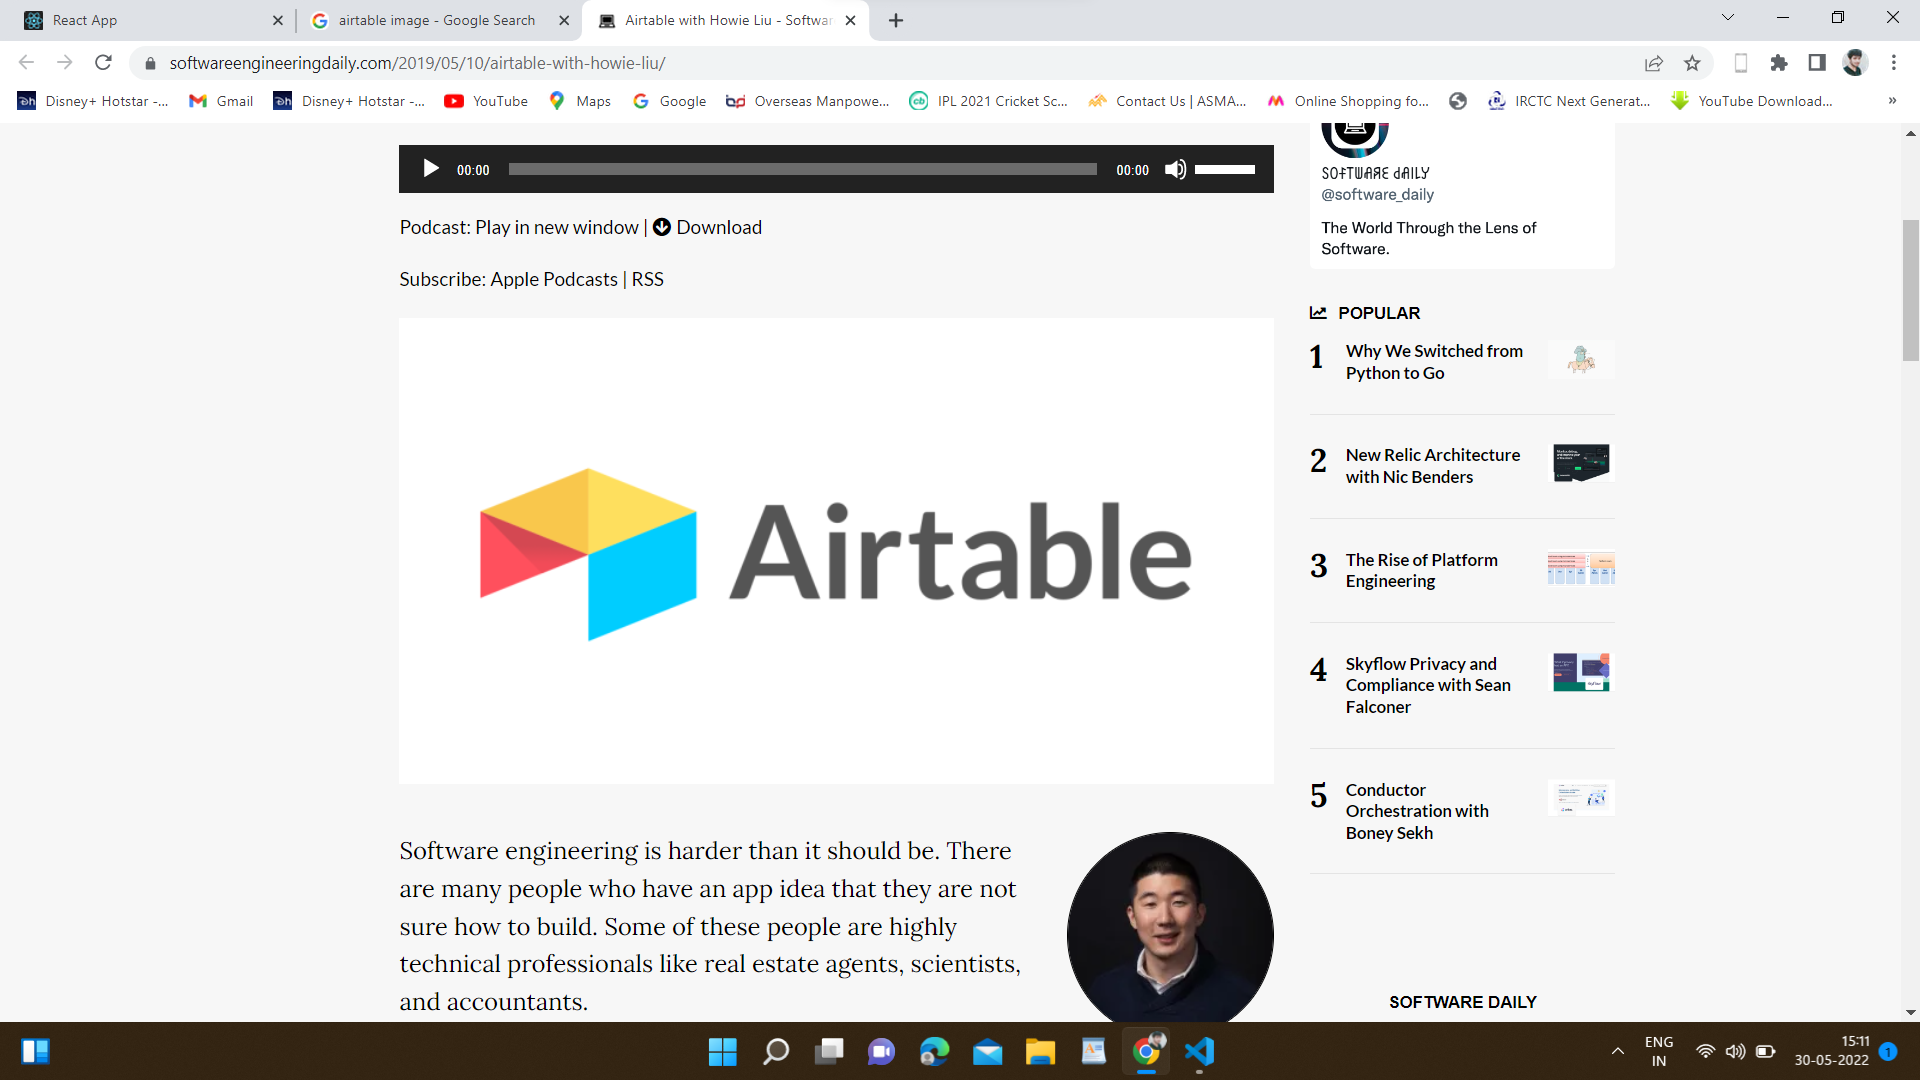 React App
airtable image - Google Search
Airtable with Howie Liu - Softwar
softwareengineeringdaily.com/2019/05/10/airtable-with-howie-liu/
Disney+ Hotstar -...
Gmail
Disney+ Hotstar -...
YouTube
Maps
Google
Overseas Manpowe...
IPL 2021 Cricket Sc...
Contact Us | ASMA...
Online Shopping fo...
IRCTC Next Generat...
YouTube Download...
00:00
00:00
Podcast: Play in new window | Download
Subscribe: Apple Podcasts | RSS
Airtable
Software engineering is harder than it should be. There
are many people who have an app idea that they are not
sure how to build. Some of these people are highly
technical professionals like real estate agents, scientists,
and accountants.
SOFTWARE DAILY
@software_daily
The World Through the Lens of
Software.
POPULAR
1
Why We Switched from
Python to Go
2
New Relic Architecture
with Nic Benders
3
The Rise of Platform
Engineering
4
Skyflow Privacy and
Compliance with Sean
Falconer
5
Conductor
Orchestration with
Boney Sekh
SOFTWARE DAILY
ENG
IN
15:11
30-05-2022
1